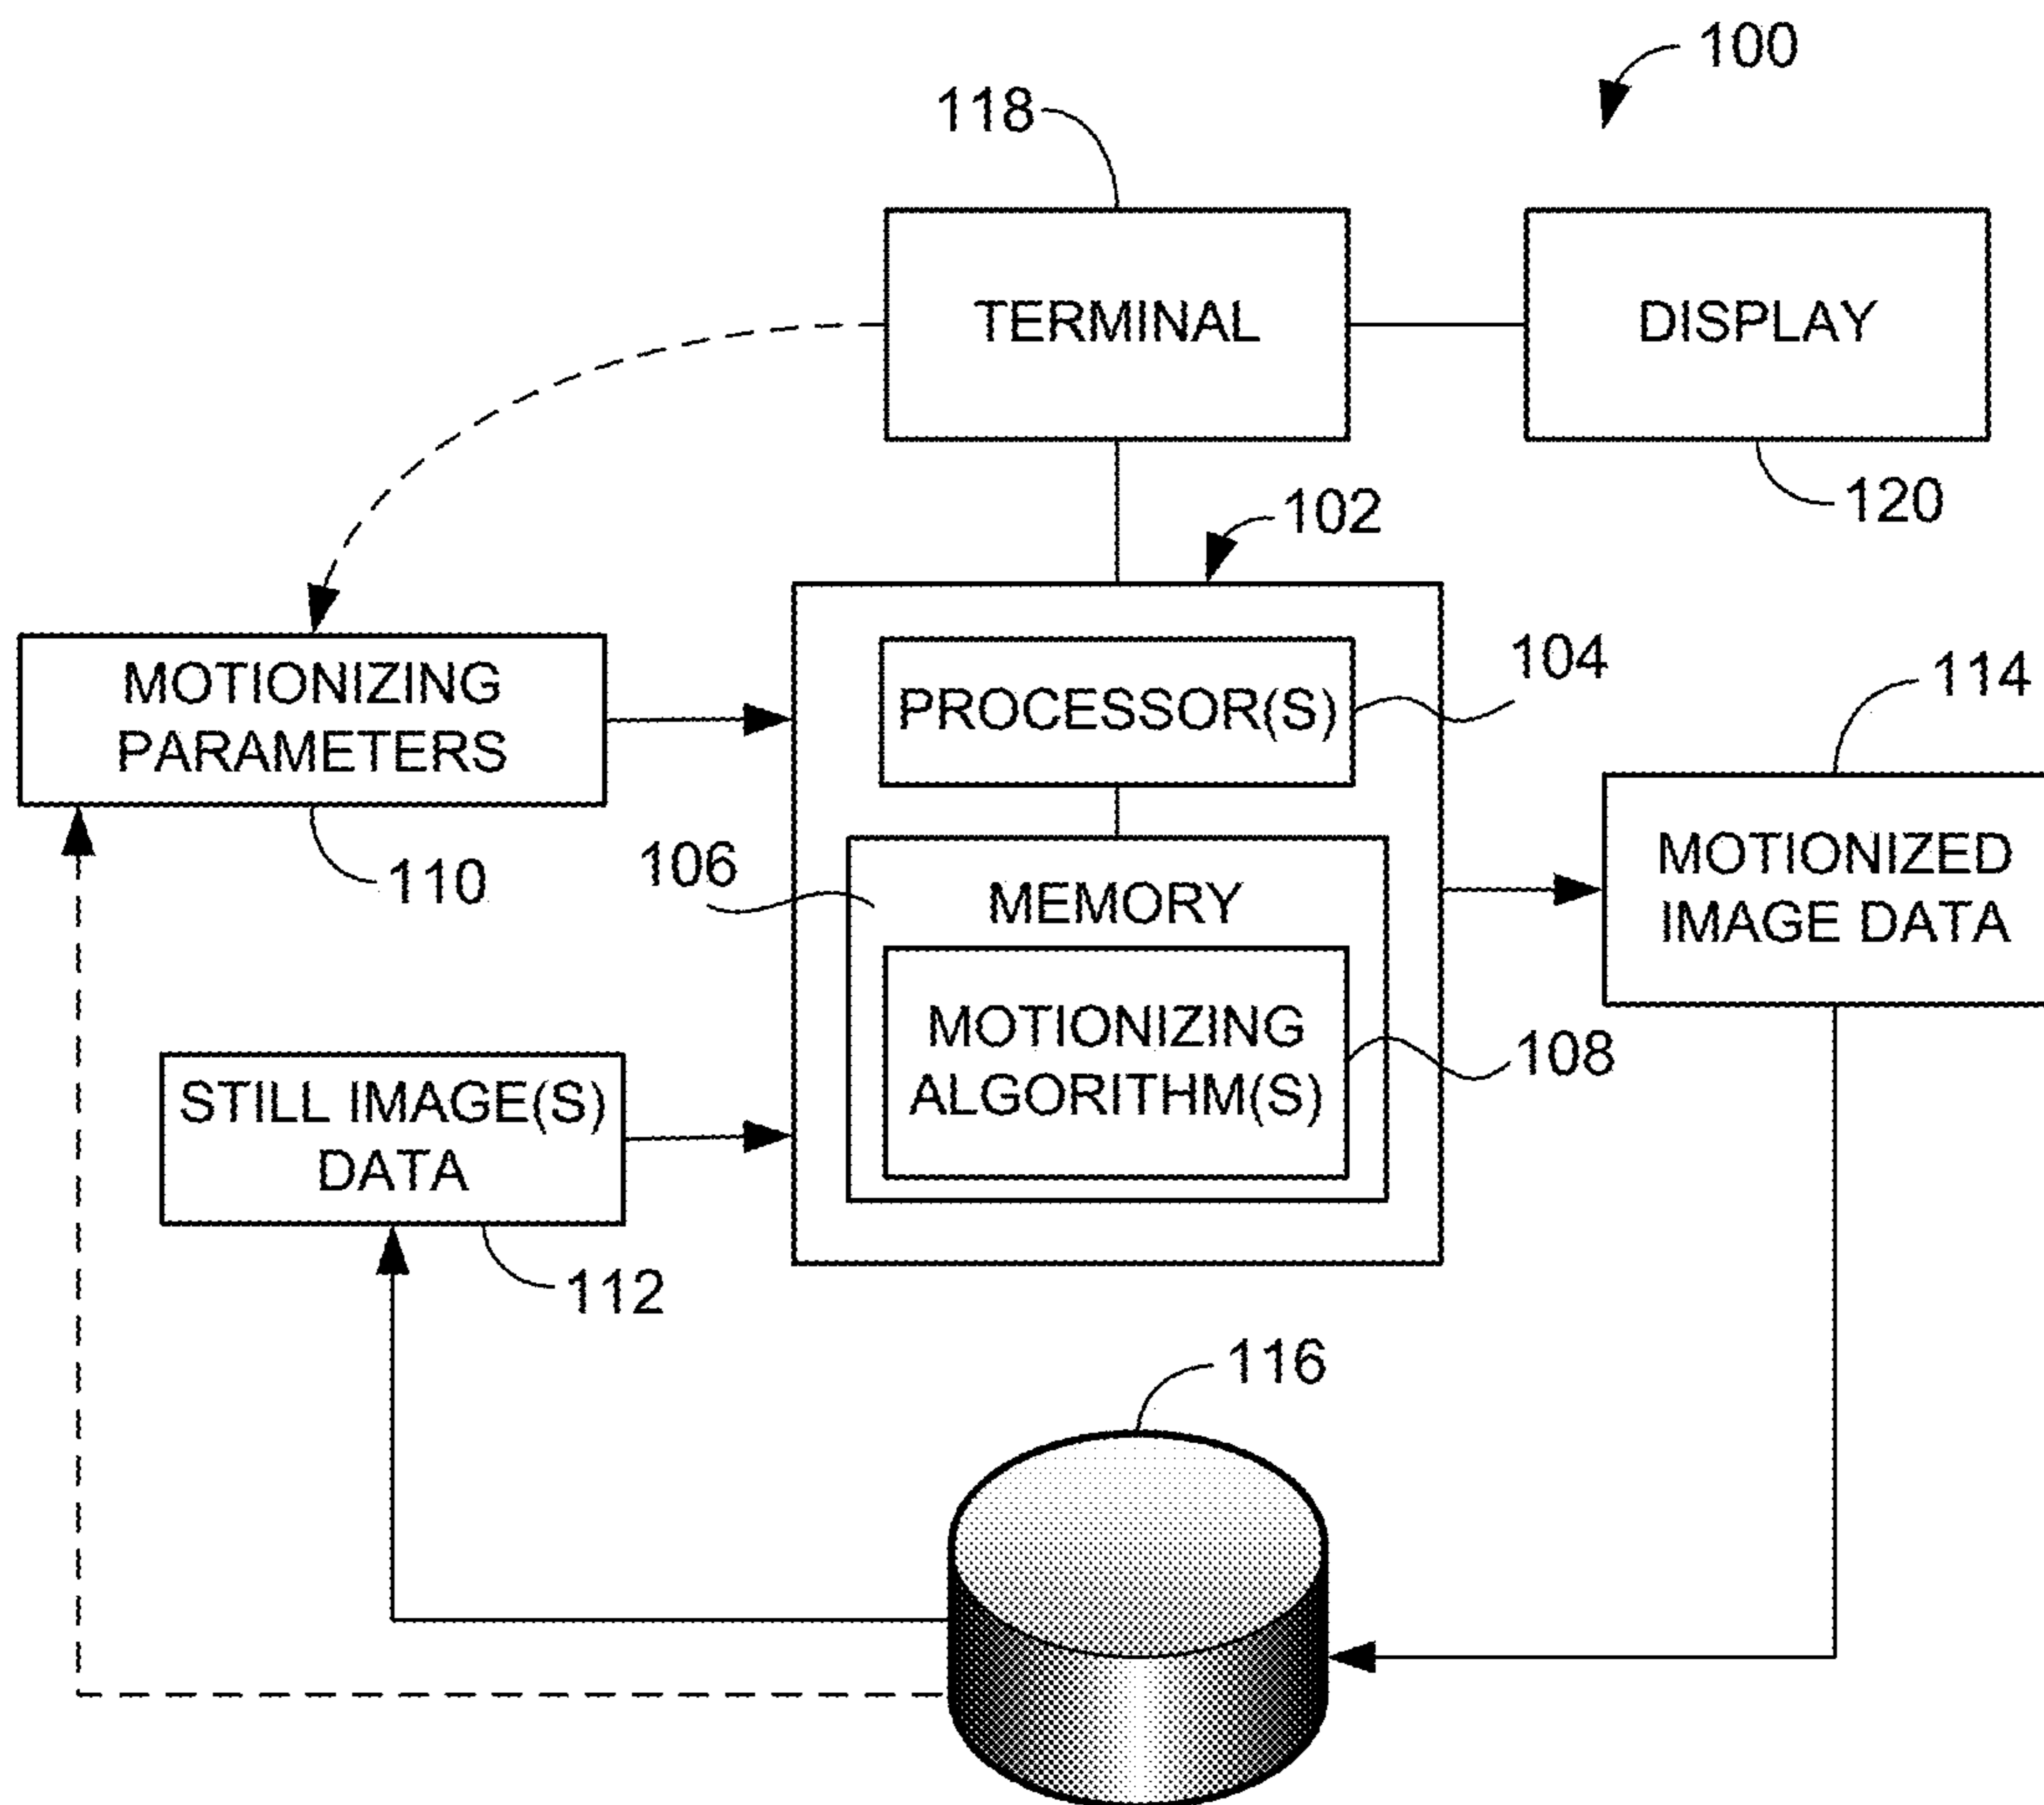 100
118
TERMINAL
DISPLAY
120
102
MOTIONIZING
PARAMETERS
110
PROCESSOR(S)
104
114
106
MEMORY
MOTIONIZED
IMAGE DATA
MOTIONIZING
ALGORITHM(S)
108
STILL IMAGE(S)
DATA
112
116